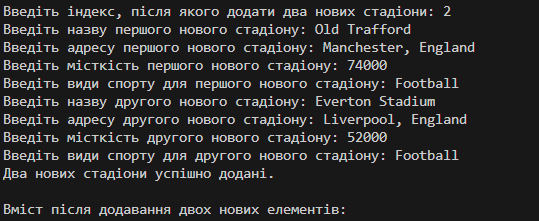 Введіть індекс, після якого додати два нових стадіони: 2
Введіть назву першого нового стадіону: Old Trafford
Введіть адресу першого нового стадіону: Manchester, England
Введіть місткість першого нового стадіону: 74000
Введіть види спорту для першого нового стадіону: Football
Введіть назву другого нового стадіону: Everton Stadium
Введіть адресу другого нового стадіону: Liverpool, England
Введіть місткість другого нового стадіону: 52000
Введіть види спорту для другого нового стадіону: Football
Два нових стадіони успішно додані.
Вміст після додавання двох нових елементів: